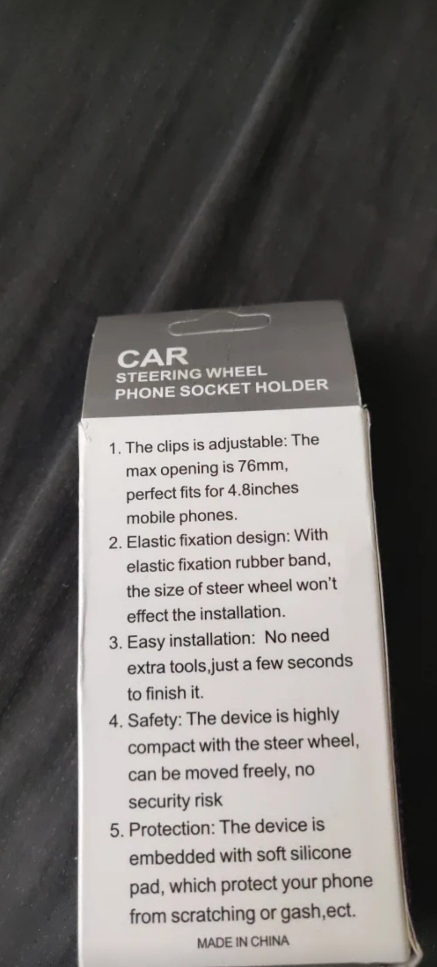 CAR
STEERING WHEEL
PHONE SOCKET HOLDER
1. The clips is adjustable: The
max opening is 76mm,
perfect fits for 4.8inches
mobile phones.
2. Elastic fixation design: With
elastic fixation rubber band,
the size of steer wheel won't
effect the installation.
3. Easy installation: No need
extra tools,just a few seconds
to finish it.
4. Safety: The device is highly
compact with the steer wheel,
can be moved freely, no
security risk
5. Protection: The device is
embedded with soft silicone
pad, which protect your phone
from scratching or gash,ect.
MADE IN CHINA